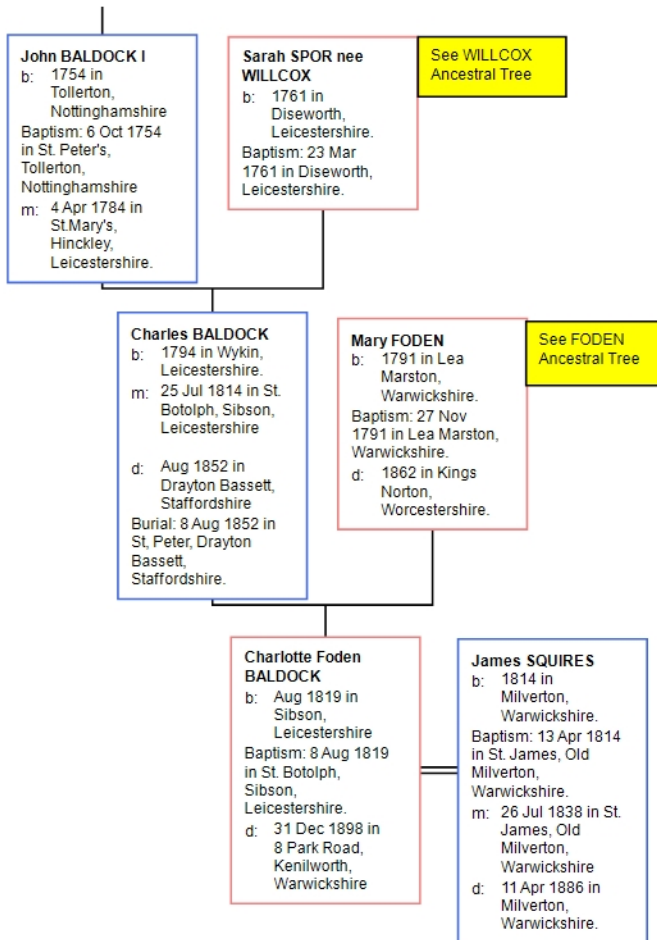 John BALDOCK I
b: 1754 in
Tollerton,
Nottinghamshire
Baptism: 6 Oct 1754
in St. Peter's,
Tollerton,
Nottinghamshire
m: 4 Apr 1784 in
St.Mary's,
Hinckley,
Leicestershire.
Sarah SPOR nee
WILLCOX
b: 1761 in
Diseworth,
Leicestershire.
Baptism: 23 Mar
1761 in Diseworth,
Leicestershire.
See WILLCOX
Ancestral Tree
Charles BALDOCK
b: 1794 in Wykin,
Leicestershire.
m: 25 Jul 1814 in St.
Botolph, Sibson,
Leicestershire
d: Aug 1852 in
Drayton Bassett,
Staffordshire
Burial: 8 Aug 1852 in
St, Peter, Drayton
Bassett,
Staffordshire.
Mary FODEN
b: 1791 in Lea
Marston,
Warwickshire.
Baptism: 27 Nov
1791 in Lea Marston,
Warwickshire.
d: 1862 in Kings
Norton,
Worcestershire.
See FODEN
Ancestral Tree
Charlotte Foden
BALDOCK
b: Aug 1819 in
Sibson,
Leicestershire
Baptism: 8 Aug 1819
in St. Botolph,
Sibson,
Leicestershire.
d: 31 Dec 1898 in
8 Park Road,
Kenilworth,
Warwickshire
James SQUIRES
b: 1814 in
Milverton,
Warwickshire.
Baptism: 13 Apr 1814
in St. James, Old
Milverton,
Warwickshire.
m: 26 Jul 1838 in St.
James, Old
Milverton,
Warwickshire
d: 11 Apr 1886 in
Milverton,
Warwickshire.